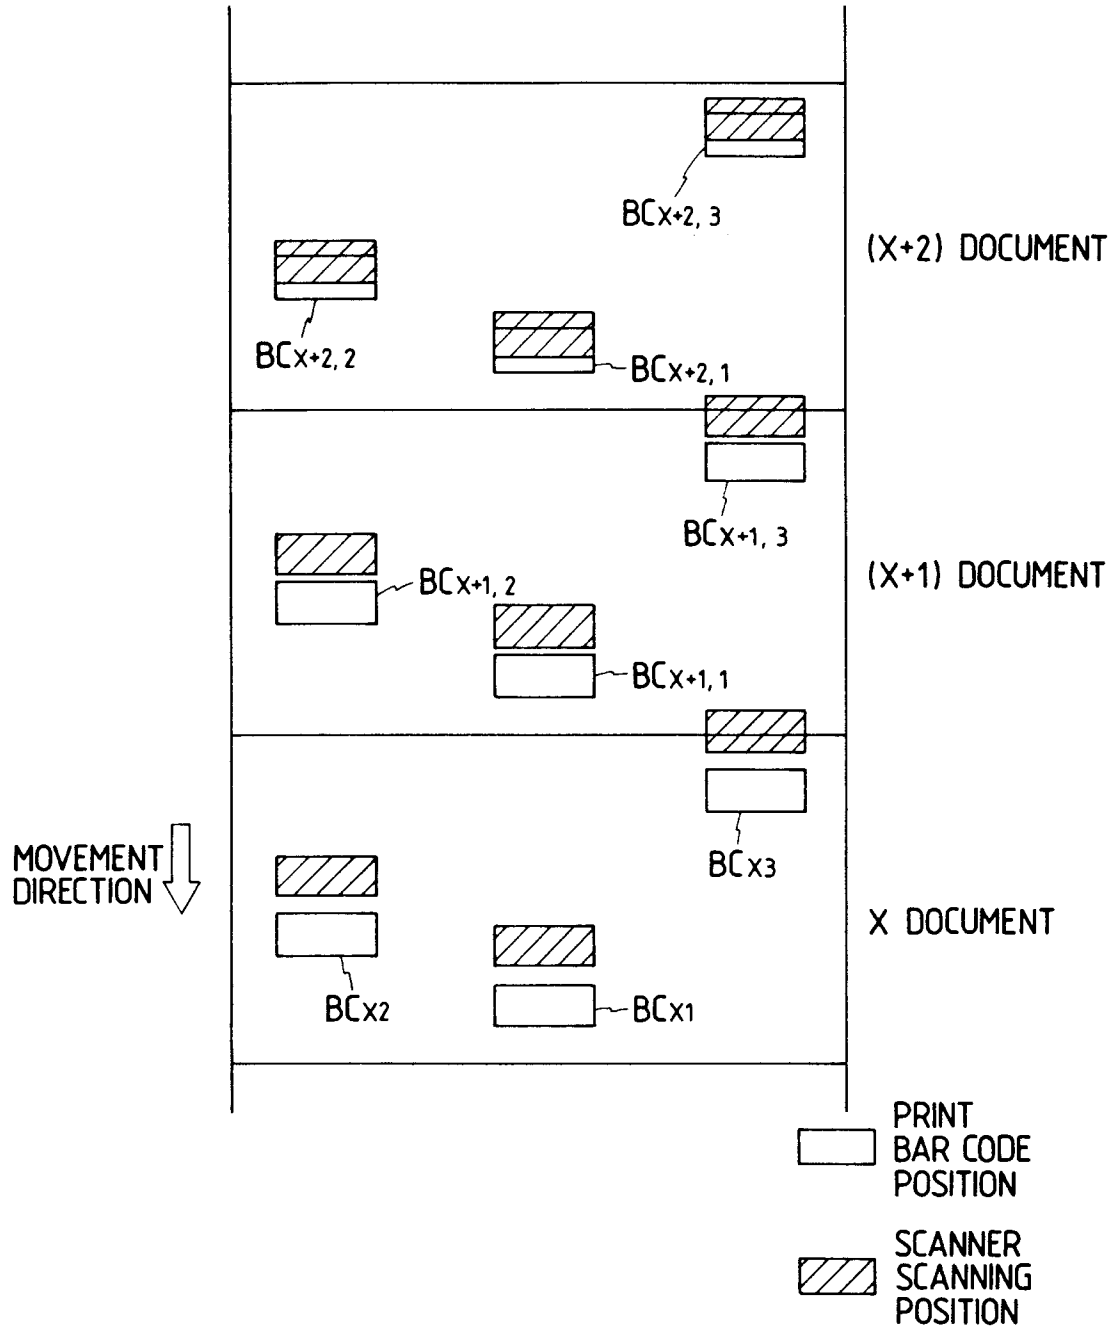 BCX+2, 3
(X+2) DOCUMENT
BCX+2, 2
BCX+2, 1
BCX+1, 3
(X+1) DOCUMENT
BCX+1, 2
BCX+1, 1
MOVEMENT
DIRECTION
BCX3
X DOCUMENT
BCX2
BCX1
PRINT
BAR CODE
POSITION
SCANNER
SCANNING
POSITION